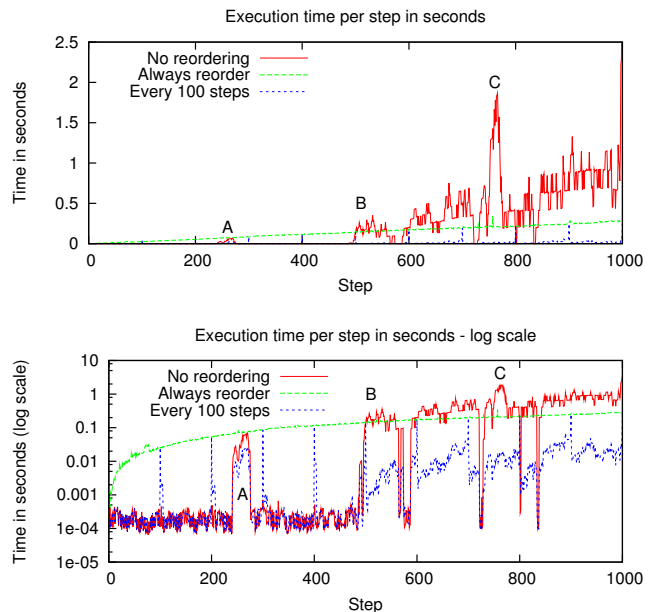 Execution time per step in seconds
2.5
2
1.5
1
0.5
0
Time in seconds
No reordering
Always reorder
Every 100 steps
A
B
C
0 200 400 600 800 1000
Step
Execution time per step in seconds - log scale
10
1
0.1
0.01
0.001
1e-04
1e-05
Time in seconds (log scale)
No reordering
Always reorder
Every 100 steps
A
B
C
0 200 400 600 800 1000
Step